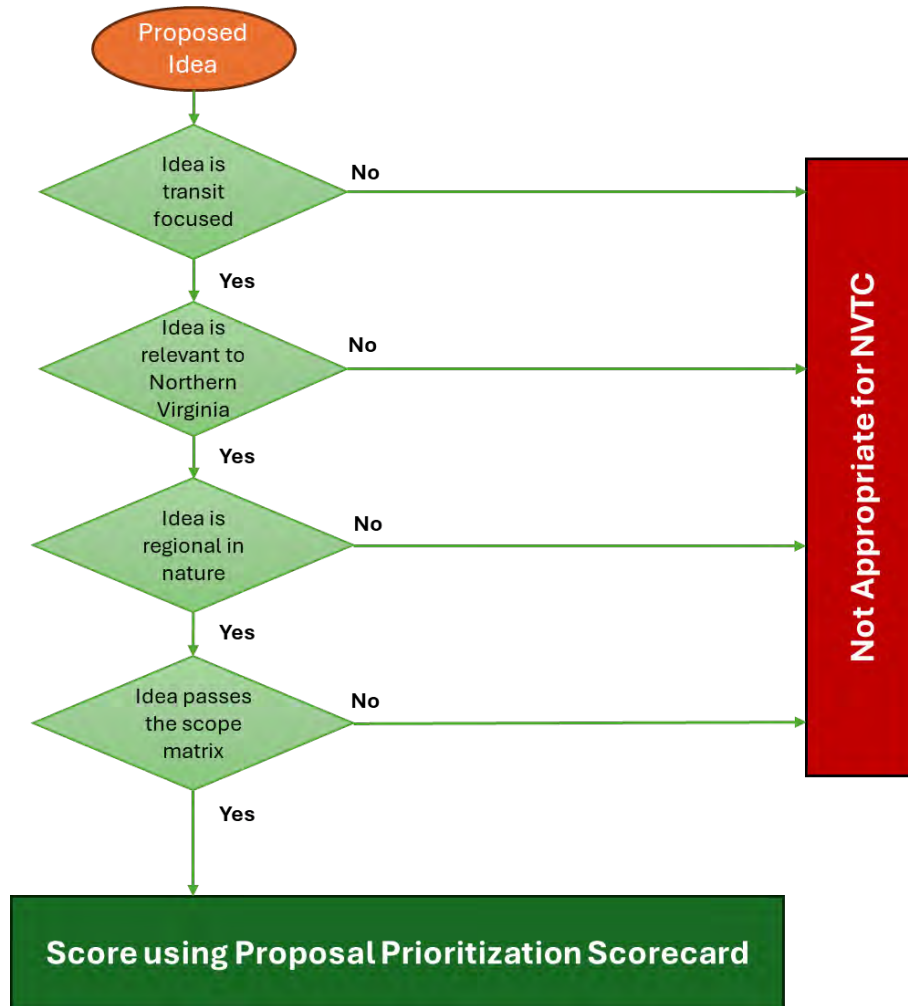 Proposed
Idea
Idea is
transit
focused
No
Yes
Idea is
relevant to
Northern
Virginia
No
Yes
Idea is
regional in
nature
No
Yes
Idea passes
the scope
matrix
No
Yes
Not Appropriate for NVTC
Score using Proposal Prioritization Scorecard